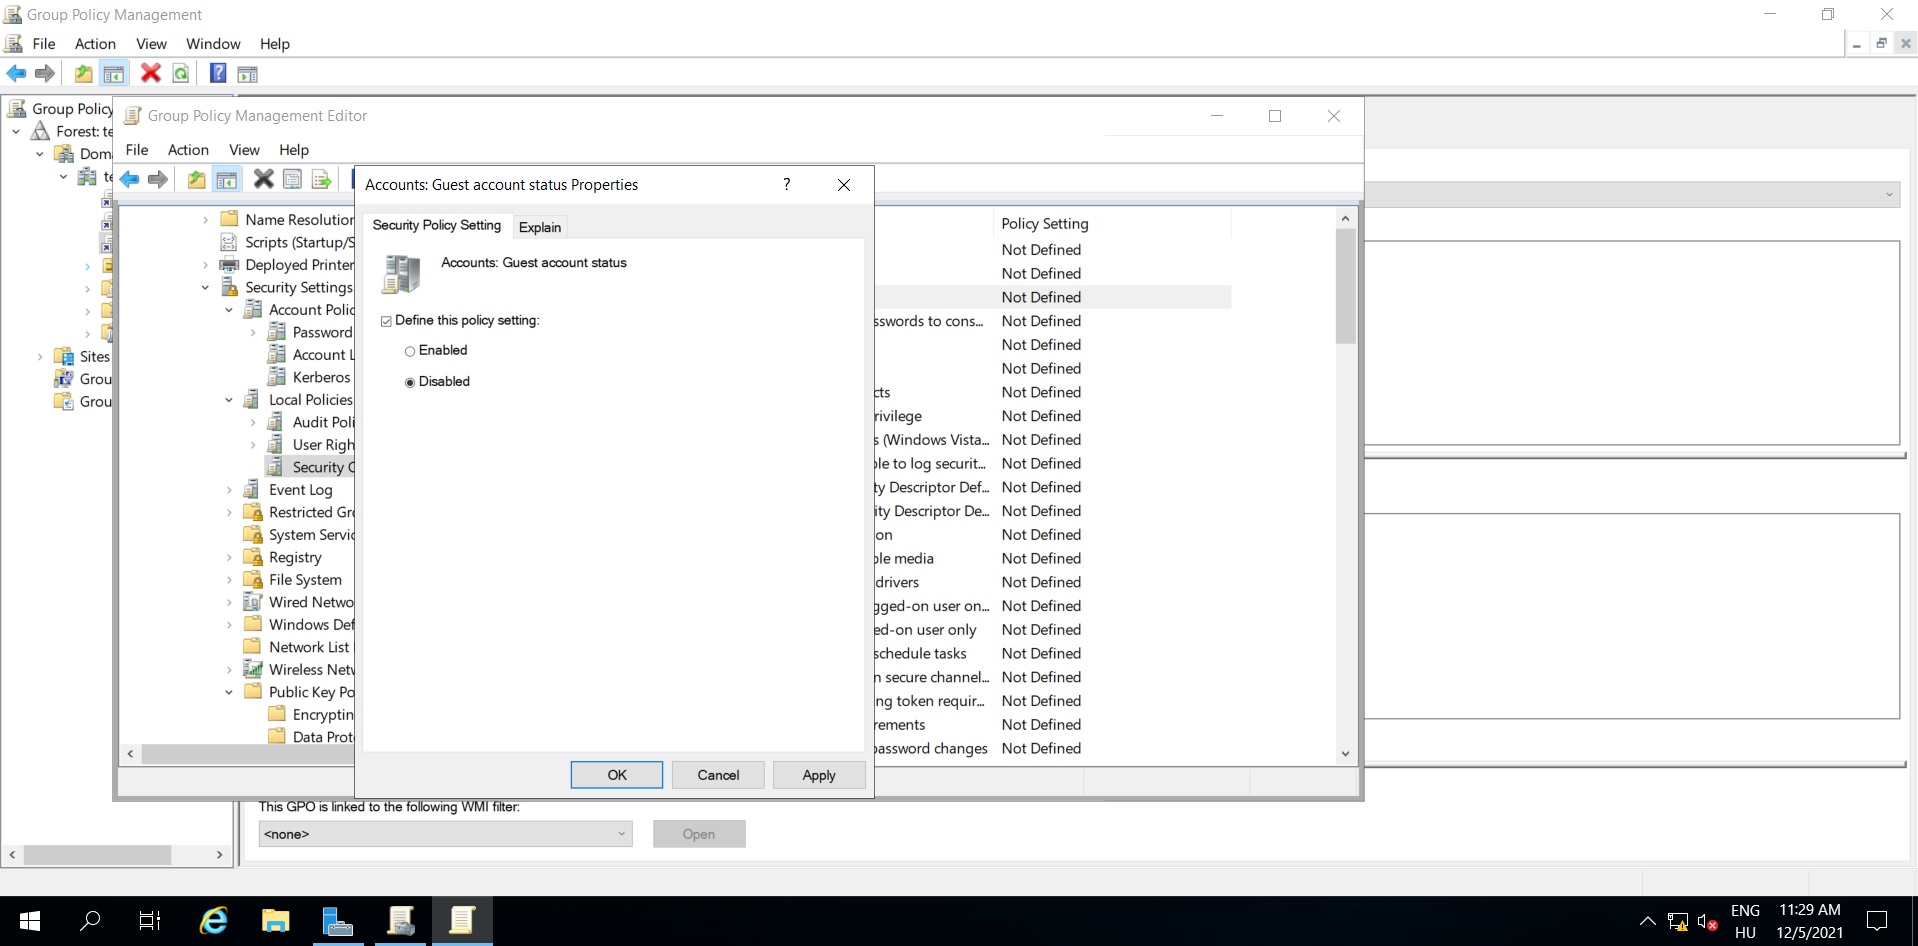 Group Policy Management
File Action View Window Help
Group Policy
Forest: te
Doma
te
Sites
Grou
Grou
Group Policy Management Editor
File Action View Help
Name Resolution
Scripts (Startup/S
Deployed Printer
Security Settings
Account Polic
Password
Account L
Kerberos
Local Policies
Audit Poli
User Righ
Security O
Event Log
Restricted Gro
System Servic
Registry
File System
Wired Netwo
Windows Def
Network List
Wireless Netw
Public Key Po
Encryptin
Data Prot
Accounts: Guest account status Properties
?
Security Policy Setting
Explain
Accounts: Guest account status
Define this policy setting:
Enabled
Disabled
OK Cancel Apply
Policy Setting
Not Defined
Not Defined
Not Defined
sswords to cons... Not Defined
Not Defined
Not Defined
cts Not Defined
rivilege Not Defined
s (Windows Vista... Not Defined
ble to log securit... Not Defined
ty Descriptor Def... Not Defined
ity Descriptor De... Not Defined
on Not Defined
ble media Not Defined
drivers Not Defined
gged-on user on... Not Defined
ed-on user only Not Defined
schedule tasks Not Defined
n secure channel... Not Defined
ng token requir... Not Defined
rements Not Defined
password changes Not Defined
This GPO is linked to the following WMI filter:
<none>
Open
ENG
HU
11:29 AM
12/5/2021